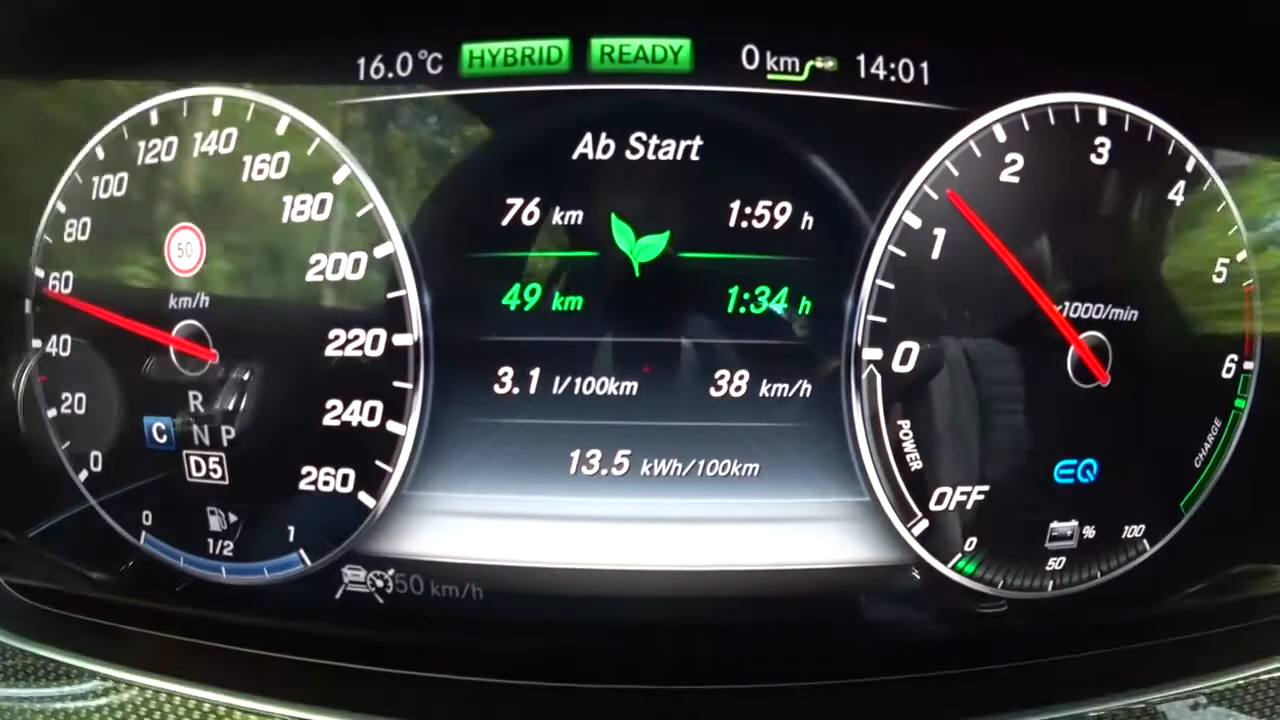 16.0°C HYBRID READY 0 km 14:01
Ab Start
76 km 1:59 h
49 km 1:34 h
3.1 l/100km 38 km/h
13.5 kWh/100km
0 20 40 60 80 100 120 140 160 180 200 220 240 260
50
km/h
R
C N P
D5
0 1/2 1
50 km/h
0 1 2 3 4 5 6
x1000/min
POWER
CHARGE
OFF
EQ
- + %
0 50 100